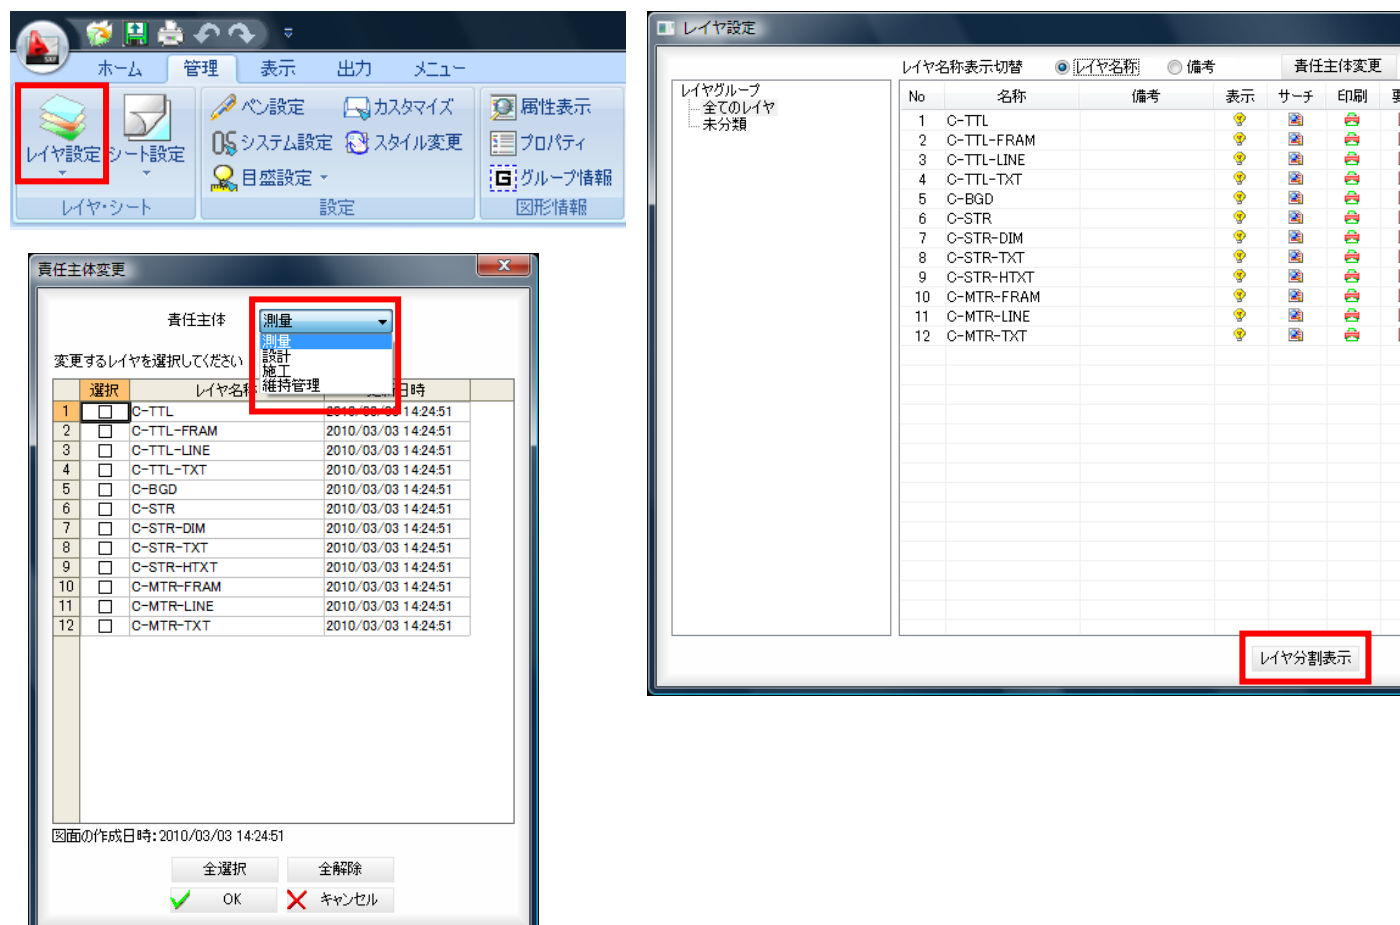 ホーム 管理 表示 出力 メニュー
レイヤ設定 シート設定
レイヤ・シート
ペン設定 カスタマイズ
システム設定 スタイル変更
目盛設定
設定
属性表示
プロパティ
グループ情報
図形情報
責任主体変更
責任主体 測量
測量
設計
施工
維持管理
変更するレイヤを選択してください
選択 レイヤ名称 日時
1 C-TTL 2010/03/03 14:24:51
2 C-TTL-FRAM 2010/03/03 14:24:51
3 C-TTL-LINE 2010/03/03 14:24:51
4 C-TTL-TXT 2010/03/03 14:24:51
5 C-BGD 2010/03/03 14:24:51
6 C-STR 2010/03/03 14:24:51
7 C-STR-DIM 2010/03/03 14:24:51
8 C-STR-TXT 2010/03/03 14:24:51
9 C-STR-HTXT 2010/03/03 14:24:51
10 C-MTR-FRAM 2010/03/03 14:24:51
11 C-MTR-LINE 2010/03/03 14:24:51
12 C-MTR-TXT 2010/03/03 14:24:51
図面の作成日時:2010/03/03 14:24:51
全選択 全解除
OK キャンセル
レイヤ設定
レイヤ名称表示切替 レイヤ名称 備考 責任主体変更
レイヤグループ
全てのレイヤ
未分類
No 名称 備考 表示 サーチ 印刷
1 C-TTL
2 C-TTL-FRAM
3 C-TTL-LINE
4 C-TTL-TXT
5 C-BGD
6 C-STR
7 C-STR-DIM
8 C-STR-TXT
9 C-STR-HTXT
10 C-MTR-FRAM
11 C-MTR-LINE
12 C-MTR-TXT
レイヤ分割表示